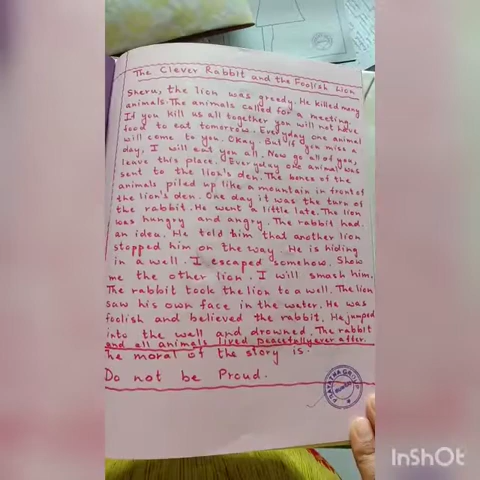 The Clever Rabbit and the Foolish Lion
Sheru, the lion was greedy. He killed many
animals. The animals called for a meeting.
If you kill us all together you will not have
food to eat tomorrow. Everyday one animal
will come to you. Okay. But if you miss a
day, I will eat you all. Now go all of you,
leave this place. Everyday one animal was
sent to the lion's den. The bones of the
animals piled up like a mountain in front of
the lion's den. One day it was the turn of
the rabbit. He went a little late. The lion
was hungry and angry. The rabbit had
an idea. He told him that another lion
stopped him on the way. He is hiding
in a well. I escaped somehow. Show
me the other lion. I will smash him.
The rabbit took the lion to a well. The lion
saw his own face in the water. He was
foolish and believed the rabbit. He jumped
into the well and drowned. The rabbit
and all animals lived peacefully ever after.
he moral of the story is:
Do not be Proud.
InShOt